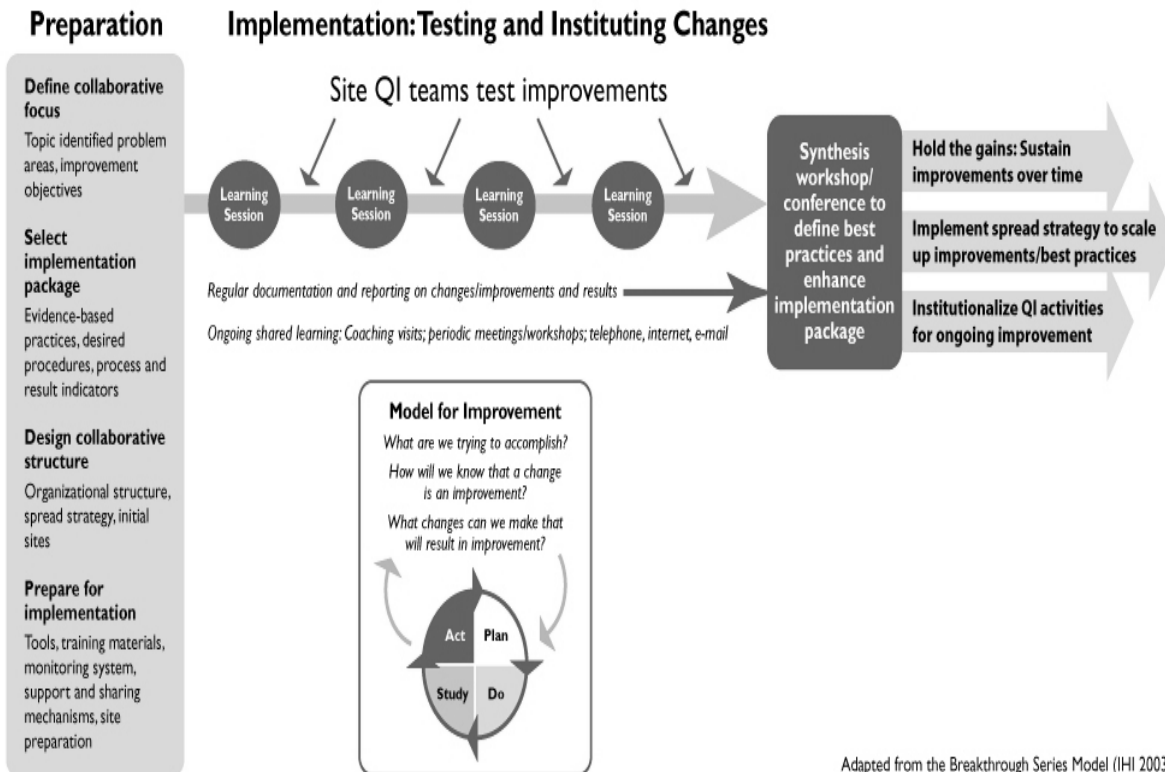 Preparation
Define collaborative
focus
Topic identified problem
areas, improvement
objectives
Select
implementation
package
Evidence-based
practices, desired
procedures, process and
result indicators
Design collaborative
structure
Organizational structure,
spread strategy, initial
sites
Prepare for
implementation
Tools, training materials,
monitoring system,
support and sharing
mechanisms, site
preparation
Implementation: Testing and Instituting Changes
Site QI teams test improvements
Learning
Session
Learning
Session
Learning
Session
Learning
Session
Regular documentation and reporting on changes/improvements and results
Ongoing shared learning: Coaching visits; periodic meetings/workshops; telephone, internet, e-mail
Synthesis
workshop/
conference to
define best
practices and
enhance
implementation
package
Hold the gains: Sustain
improvements over time
Implement spread strategy to scale
up improvements/best practices
Institutionalize QI activities
for ongoing improvement
Model for Improvement
What are we trying to accomplish?
How will we know that a change
is an improvement?
What changes can we make that
will result in improvement?
Act
Plan
Study
Do
Adapted from the Breakthrough Series Model (IHI 2003